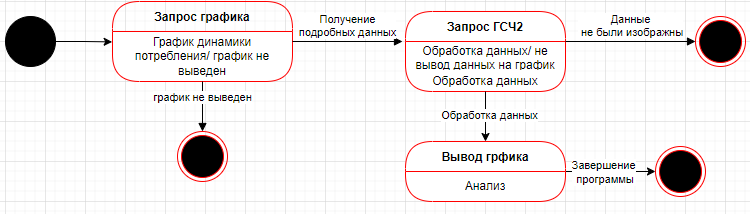 Запрос графика
График динамики
потребления/ график не
выведен
Получение
подробных данных
Запрос ГСЧ2
Обработка данных/ не
вывод данных на график
Обработка данных
Данные
не были изображны
график не выведен
Обработка данных
Вывод грфика
Анализ
Завершение
программы